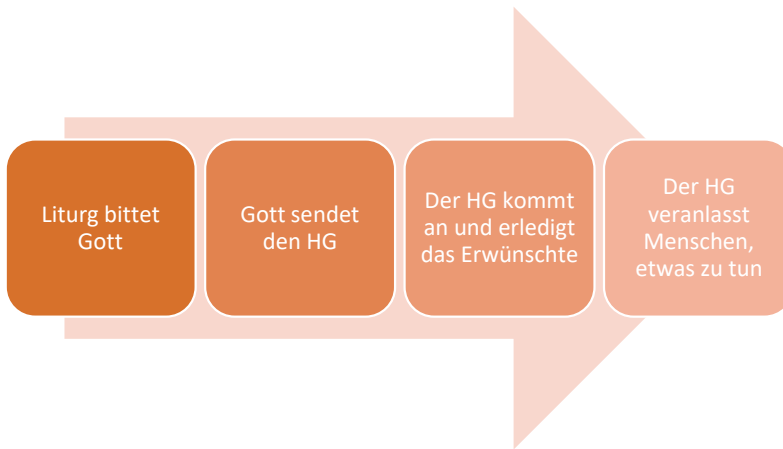 Liturg bittet
Gott
Gott sendet
den HG
Der HG kommt
an und erledigt
das Erwünschte
Der HG
veranlasst
Menschen,
etwas zu tun